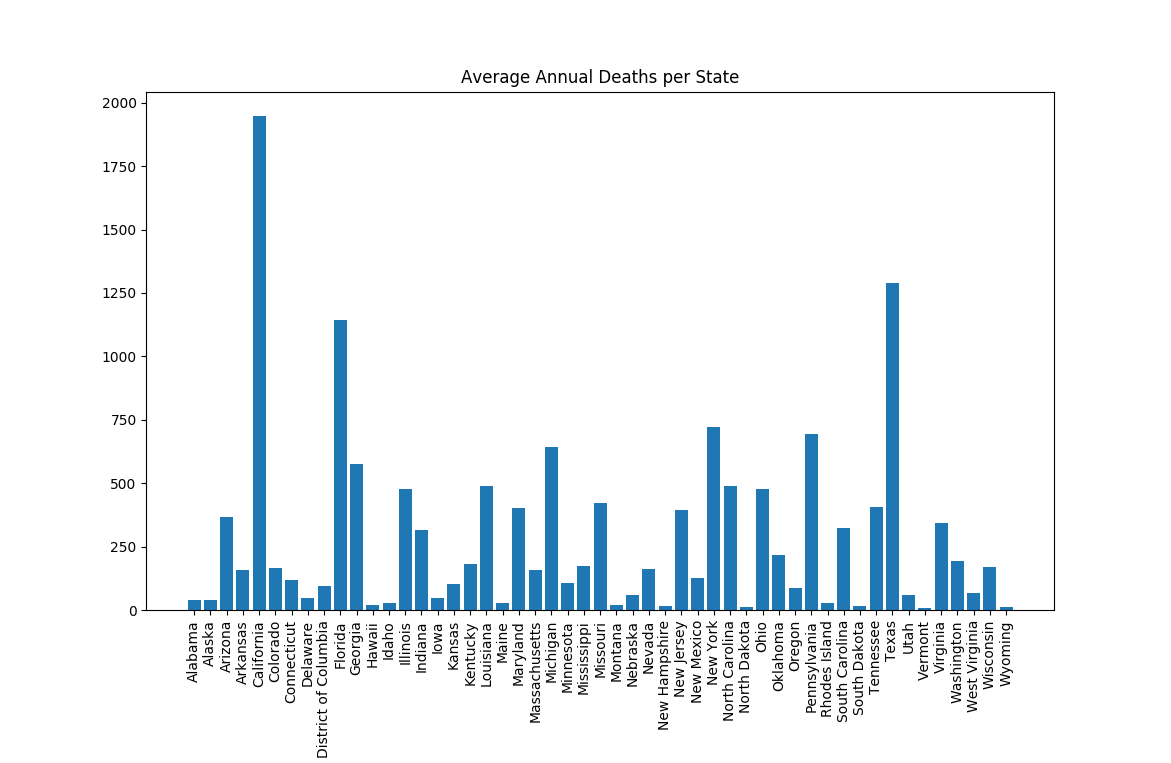 Average Annual Deaths per State
2000
1750
1500
1250
1000
750
500
250
0
Alabama
Alaska
Arizona
Arkansas
California
Colorado
Connecticut
Delaware
District of Columbia
Florida
Georgia
Hawaii
Idaho
Illinois
Indiana
Iowa
Kansas
Kentucky
Louisiana
Maine
Maryland
Massachusetts
Michigan
Minnesota
Mississippi
Missouri
Montana
Nebraska
Nevada
New Hampshire
New Jersey
New Mexico
New York
North Carolina
North Dakota
Ohio
Oklahoma
Oregon
Pennsylvania
Rhodes Island
South Carolina
South Dakota
Tennessee
Texas
Utah
Vermont
Virginia
Washington
West Virginia
Wisconsin
Wyoming